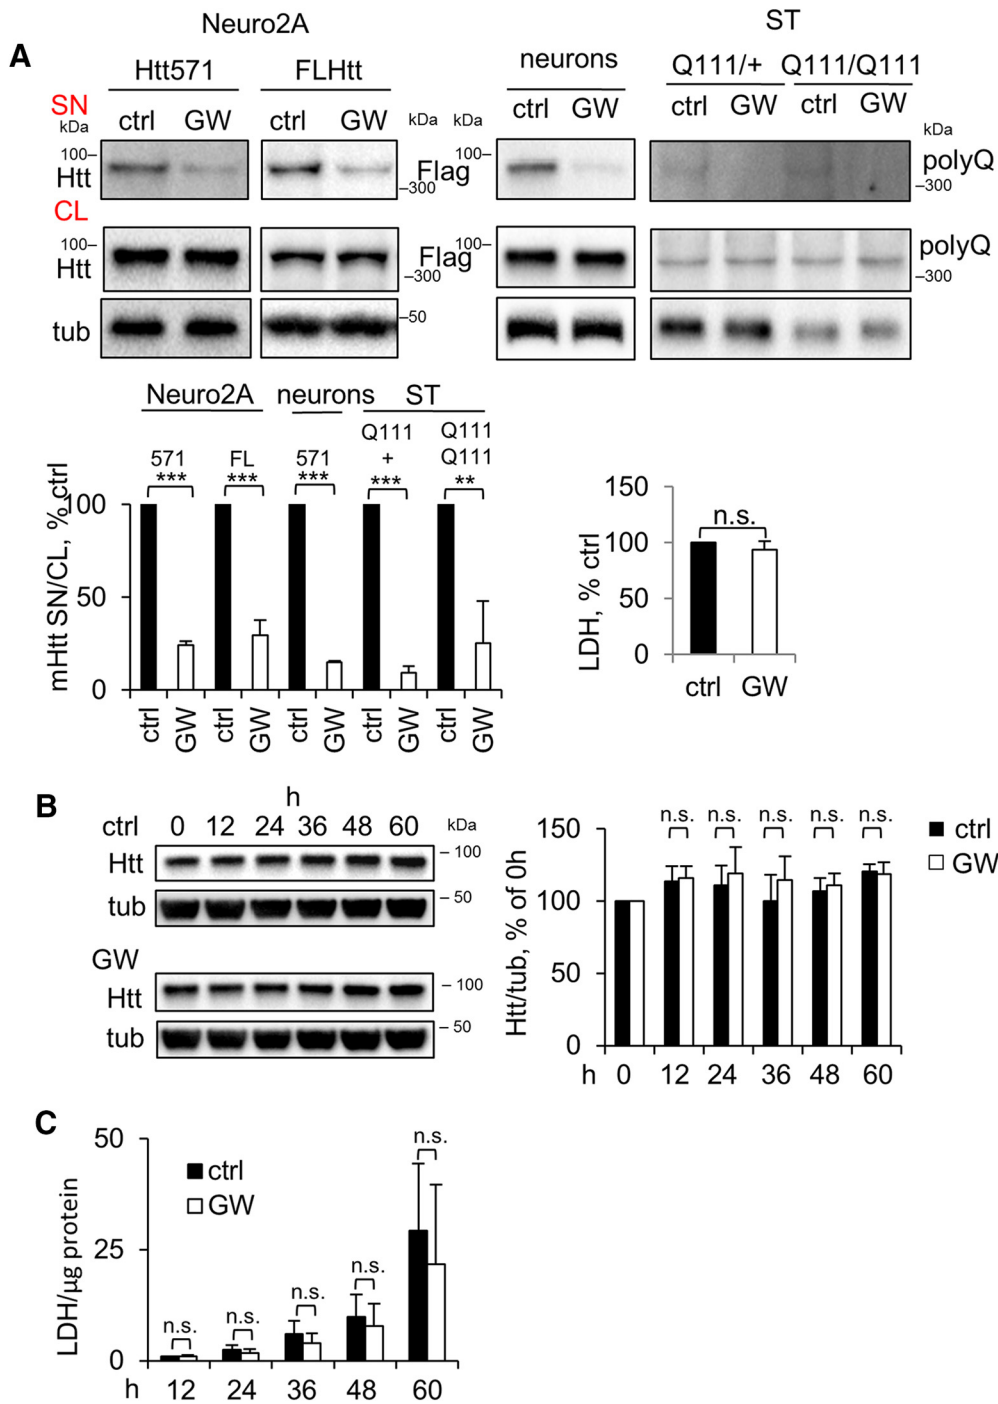 A
Neuro2A
ST
Htt571 FLHtt neurons Q111/+ Q111/Q111
SN
kDa ctrl GW ctrl GW kDa kDa ctrl GW ctrl GW ctrl GW kDa
100– Htt Flag –300 100– polyQ –300
CL
100– Htt Flag –300 100– polyQ –300
tub –50
Neuro2A neurons ST
571 FL 571 Q111 + Q111 Q111
*** *** *** *** **
mHtt SN/CL, % ctrl
100
50
0
ctrl GW ctrl GW ctrl GW ctrl GW ctrl GW
LDH, % ctrl
150
100
50
0
n.s.
ctrl GW
B
h
ctrl 0 12 24 36 48 60 kDa
Htt – 100
tub – 50
GW
Htt – 100
tub – 50
Htt/tub, % of 0h
150
100
50
0
n.s. n.s. n.s. n.s. n.s.
ctrl
GW
h 0 12 24 36 48 60
C
LDH/µg protein
50
25
0
ctrl
GW
n.s. n.s. n.s. n.s. n.s.
h 12 24 36 48 60